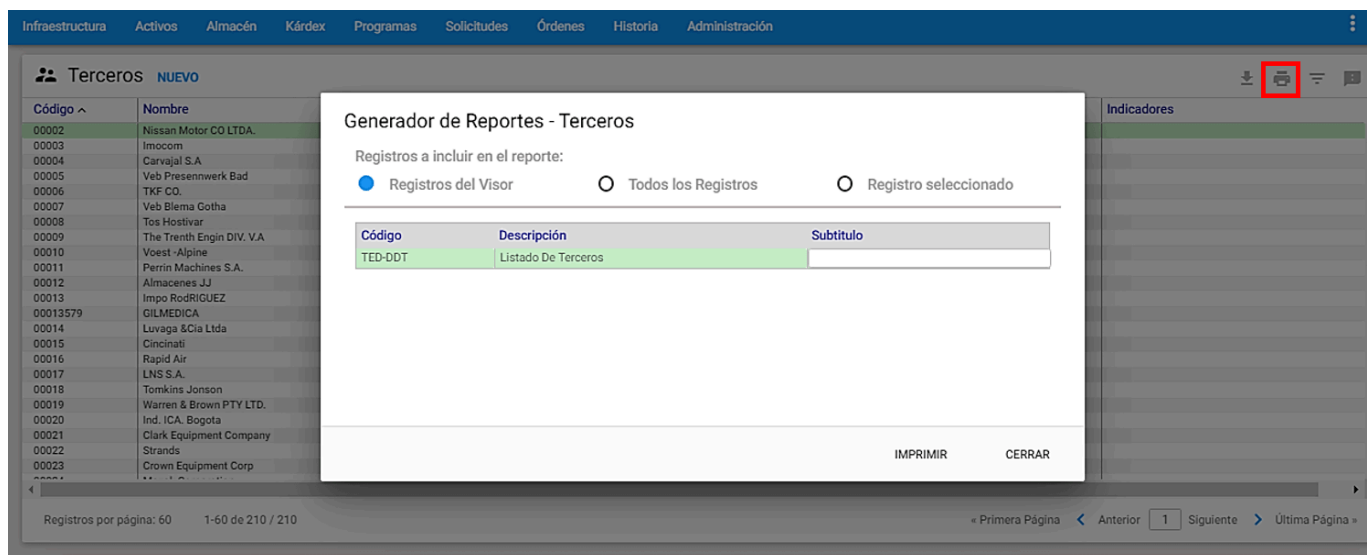 Infraestructura Activos Almacén Kárdex Programas Solicitudes Órdenes Historia Administración
Terceros NUEVO
Código Nombre Indicadores
00002 Nissan Motor CO LTDA.
00003 Imocom
00004 Carvajal S.A
00005 Veb Presennwerk Bad
00006 TKF CO.
00007 Veb Blema Gotha
00008 Tos Hostivar
00009 The Trenth Engin DIV. V.A
00010 Voest -Alpine
00011 Perrin Machines S.A.
00012 Almacenes JJ
00013 Impo RodRIGUEZ
00013579 GILMEDICA
00014 Luvaga &Cia Ltda
00015 Cincinati
00016 Rapid Air
00017 LNS S.A.
00018 Tomkins Jonson
00019 Warren & Brown PTY LTD.
00020 Ind. ICA. Bogota
00021 Clark Equipment Company
00022 Strands
00023 Crown Equipment Corp
Generador de Reportes - Terceros
Registros a incluir en el reporte:
Registros del Visor Todos los Registros Registro seleccionado
Código Descripción Subtitulo
TED-DDT Listado De Terceros
IMPRIMIR CERRAR
Registros por página: 60 1-60 de 210 / 210 « Primera Página Anterior 1 Siguiente Última Página »